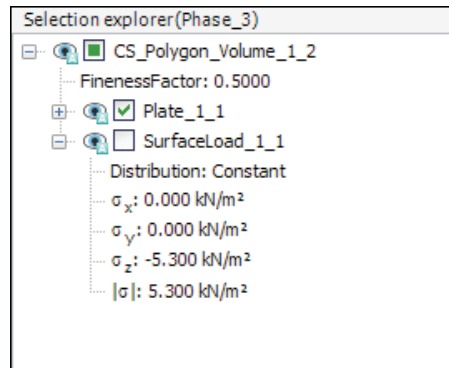 Selection explorer(Phase_3)
CS_Polygon_Volume_1_2
FinenessFactor: 0.5000
Plate_1_1
SurfaceLoad_1_1
Distribution: Constant
σx: 0.000 kN/m²
σy: 0.000 kN/m²
σz: -5.300 kN/m²
|σ|: 5.300 kN/m²